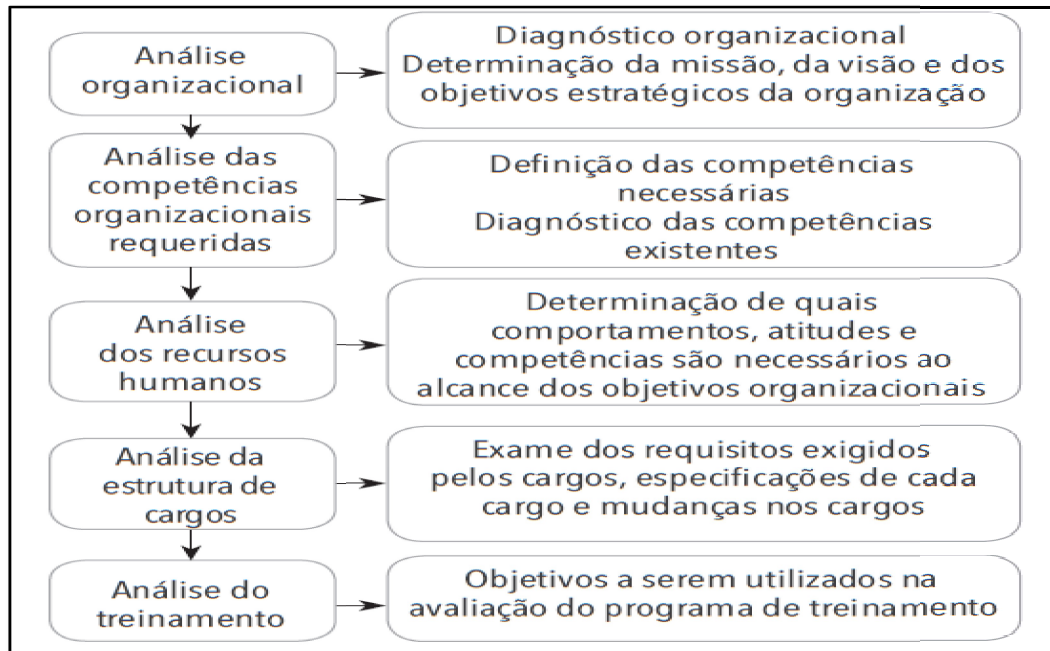 Análise
organizacional
Diagnóstico organizacional
Determinação da missão, da visão e dos
objetivos estratégicos da organização
Análise das
competências
organizacionais
requeridas
Definição das competências
necessárias
Diagnóstico das competências
existentes
Análise
dos recursos
humanos
Determinação de quais
comportamentos, atitudes e
competências são necessários ao
alcance dos objetivos organizacionais
Análise da
estrutura de
cargos
Exame dos requisitos exigidos
pelos cargos, especificações de cada
cargo e mudanças nos cargos
Análise do
treinamento
Objetivos a serem utilizados na
avaliação do programa de treinamento